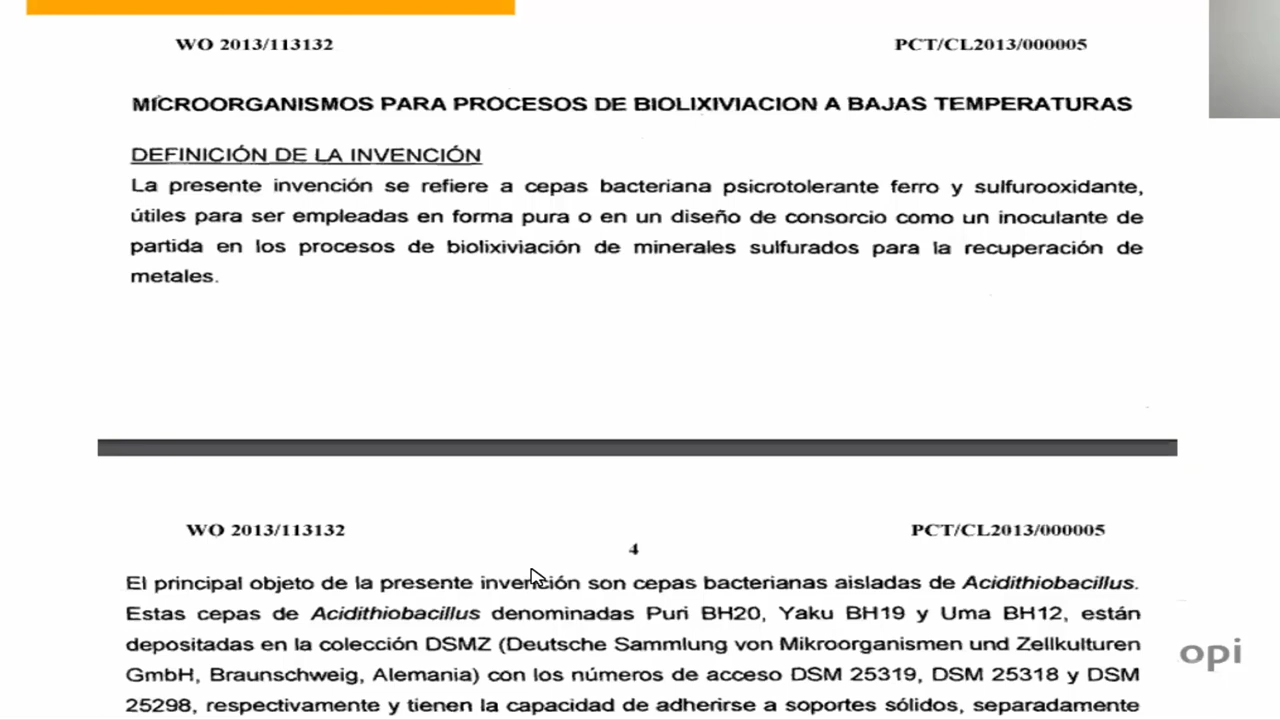 WO 2013/113132 PCT/CL2013/000005
MICROORGANISMOS PARA PROCESOS DE BIOLIXIVIACION A BAJAS TEMPERATURAS
DEFINICIÓN DE LA INVENCIÓN
La presente invención se refiere a cepas bacteriana psicrotolerante ferro y sulfurooxidante,
útiles para ser empleadas en forma pura o en un diseño de consorcio como un inoculante de
partida en los procesos de biolixiviación de minerales sulfurados para la recuperación de
metales.
WO 2013/113132 PCT/CL2013/000005
4
El principal objeto de la presente invención son cepas bacterianas aisladas de Acidithiobacillus.
Estas cepas de Acidithiobacillus denominadas Puri BH20, Yaku BH19 y Uma BH12, están
depositadas en la colección DSMZ (Deutsche Sammlung von Mikroorganismen und Zellkulturen
GmbH, Braunschweig, Alemania) con los números de acceso DSM 25319, DSM 25318 y DSM
25298, respectivamente y tienen la capacidad de adherirse a soportes sólidos, separadamente
opi